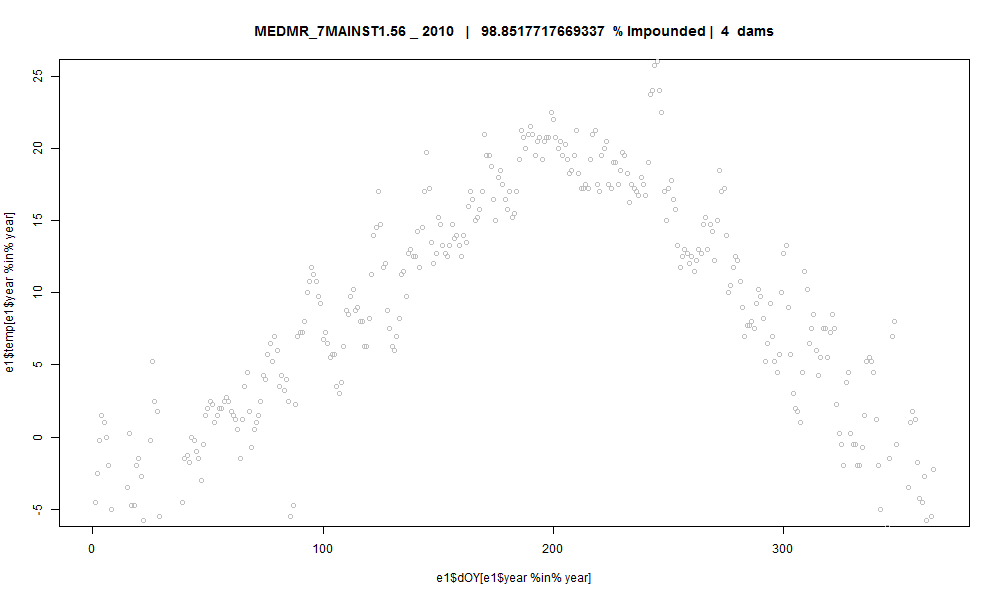 MEDMR_7MAINST1.56 _ 2010 | 98.8517717669337 % Impounded | 4 dams
e1$temp[e1$year %in% year]
25
20
15
10
5
0
-5
0 100 200 300
e1$dOY[e1$year %in% year]